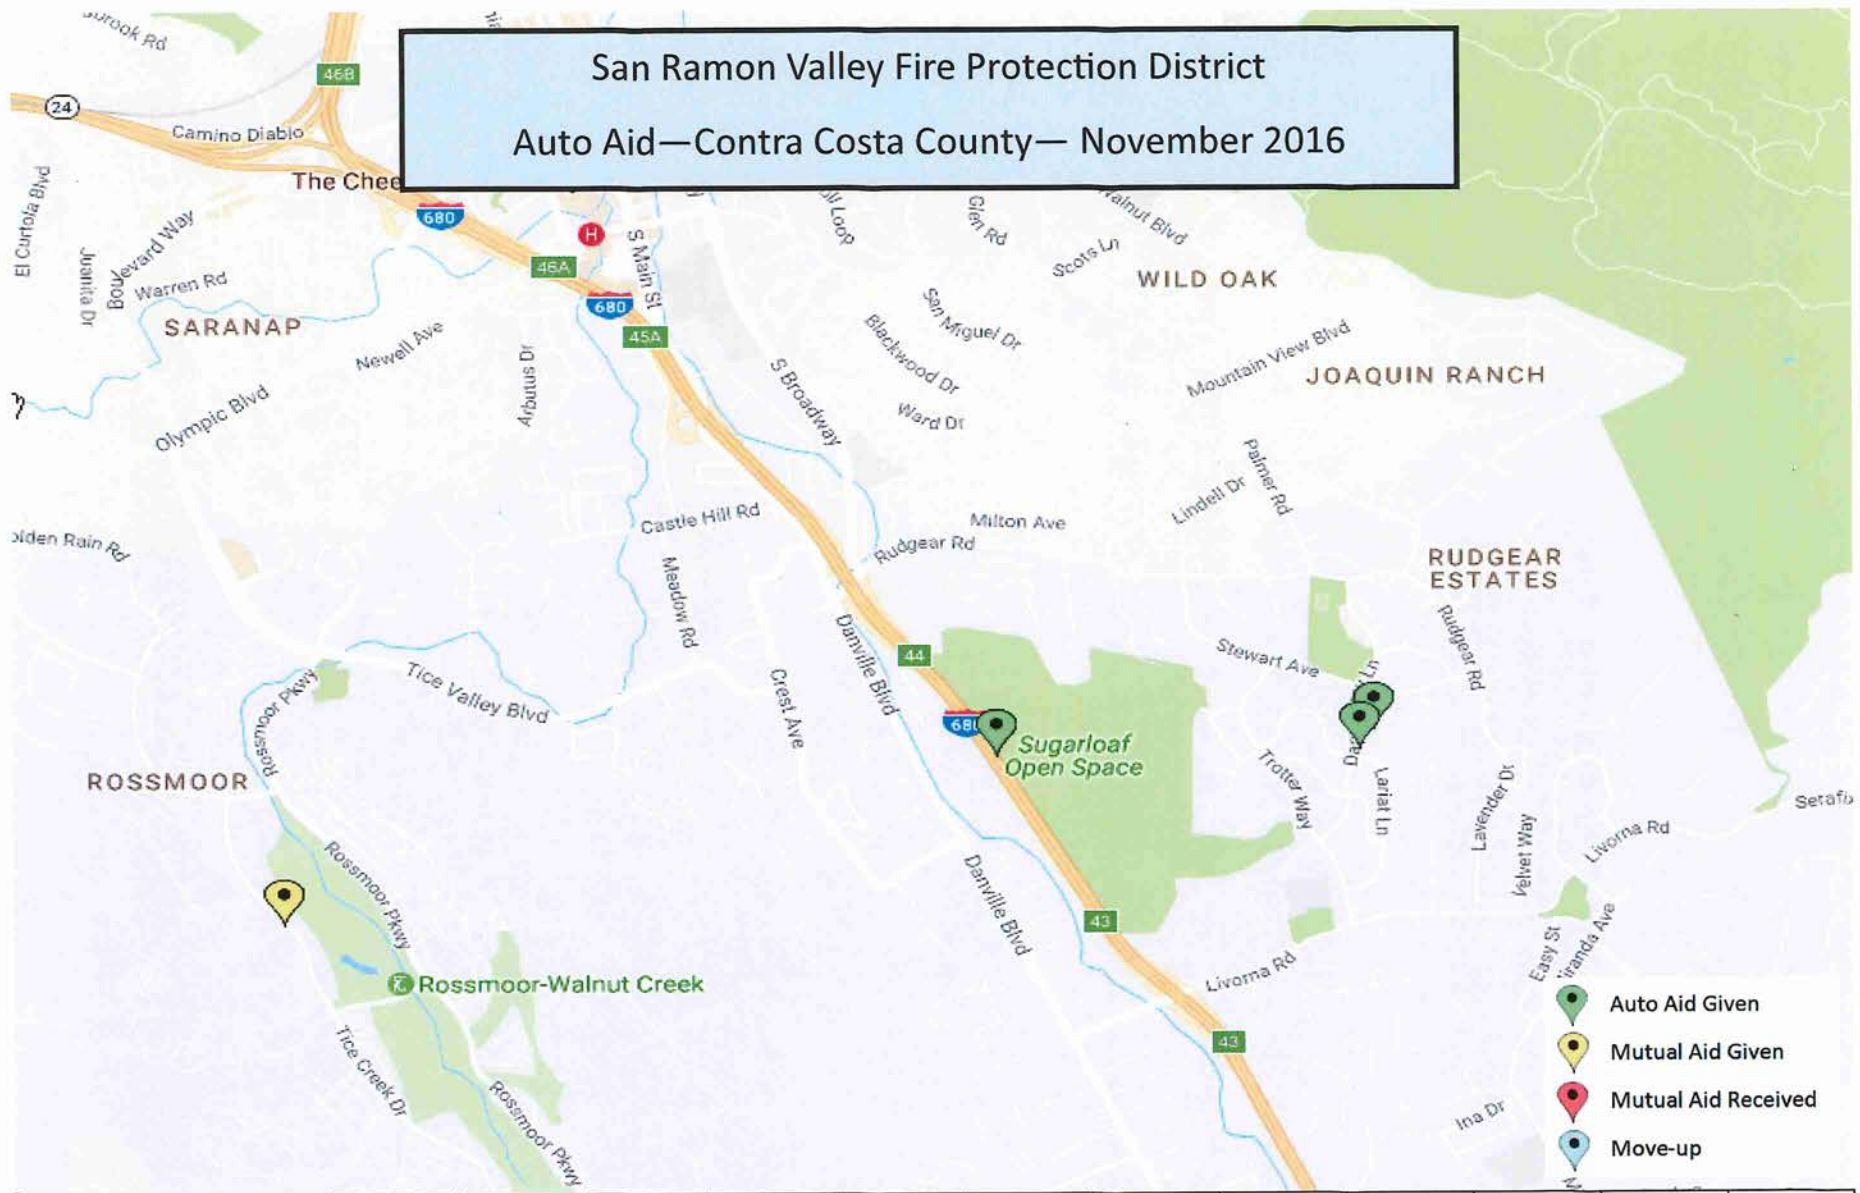 San Ramon Valley Fire Protection District
Auto Aid—Contra Costa County— November 2016
46B
24
Camino Diablo
The Chee
680
H
46A
680
45A
S Main St
El Curtola Blvd
Juanita Dr
Boulevard Way
Warren Rd
SARANAP
Newell Ave
Arbutus Dr
Olympic Blvd
Glen Rd
Walnut Blvd
Scots Ln
WILD OAK
San Miguel Dr
Blackwood Dr
Ward Dr
S Broadway
Mountain View Blvd
JOAQUIN RANCH
Palmer Rd
Lindell Dr
Castle Hill Rd
Milton Ave
Rudgear Rd
RUDGEAR
ESTATES
Meadow Rd
Danville Blvd
44
Stewart Ave
Rudgear Rd
Tice Valley Blvd
Rossmoor Pkwy
Crest Ave
Sugarloaf
Open Space
Trotter Way
Lariat Ln
Lavender Dr
Velvet Way
Livorna Rd
ROSSMOOR
Rossmoor Pkwy
Danville Blvd
43
Livorna Rd
Easy St
Rossmoor-Walnut Creek
43
Tice Creek Dr
Rossmoor Pkwy
Ina Dr
Auto Aid Given
Mutual Aid Given
Mutual Aid Received
Move-up